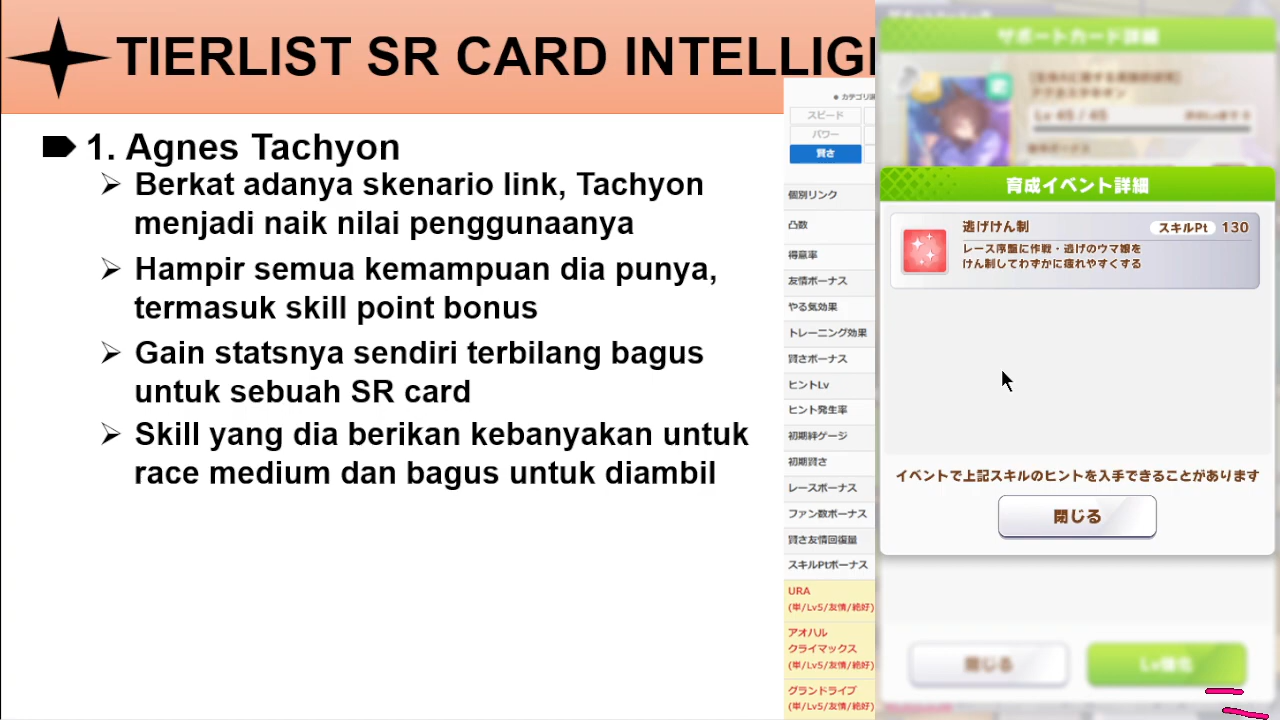 TIERLIST SR CARD INTELLIG
1. Agnes Tachyon
Berkat adanya skenario link, Tachyon
menjadi naik nilai penggunaanya
Hampir semua kemampuan dia punya,
termasuk skill point bonus
Gain statsnya sendiri terbilang bagus
untuk sebuah SR card
Skill yang dia berikan kebanyakan untuk
race medium dan bagus untuk diambil
● カテゴリ
スピード
パワー
賢さ
個別リンク
凸数
得意率
友情ボーナス
やる気効果
トレーニング効果
賢さボーナス
ヒントLv
ヒント発生率
初期絆ゲージ
初期賢さ
レースボーナス
ファン数ボーナス
賢さ友情回復量
スキルPtボーナス
URA
(単/Lv5/友情/絶好)
アオハル
クライマックス
(単/Lv5/友情/絶好)
グランドライブ
(単/Lv5/友情/絶好)
サポートカード詳細
Lv 45 / 45
育成イベント詳細
逃げけん制 スキルPt 130
レース序盤に作戦・逃げのウマ娘を
けん制してわずかに疲れやすくする
イベントで上記スキルのヒントを入手できることがあります
閉じる
閉じる
Lv強化